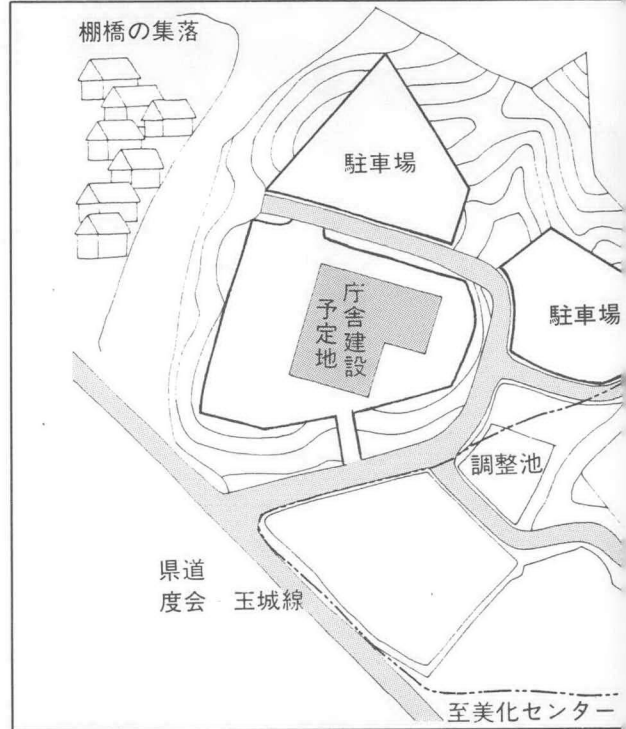 棚橋の集落
駐車場
庁舎建設
予定地
駐車場
調整池
県道
度会 玉城線
至美化センター